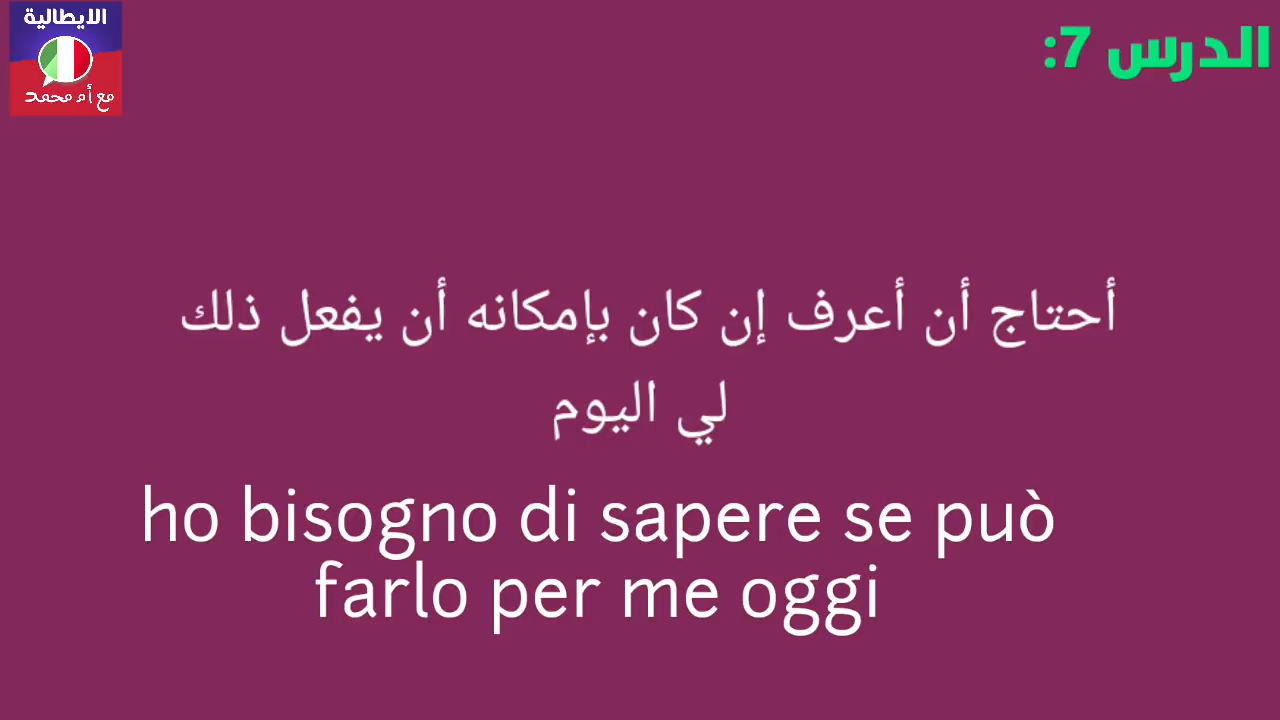 الايطالية
مع أم محمد
الدرس 7:
أحتاج أن أعرف إن كان بإمكانه أن يفعل ذلك
لي اليوم
ho bisogno di sapere se può
farlo per me oggi